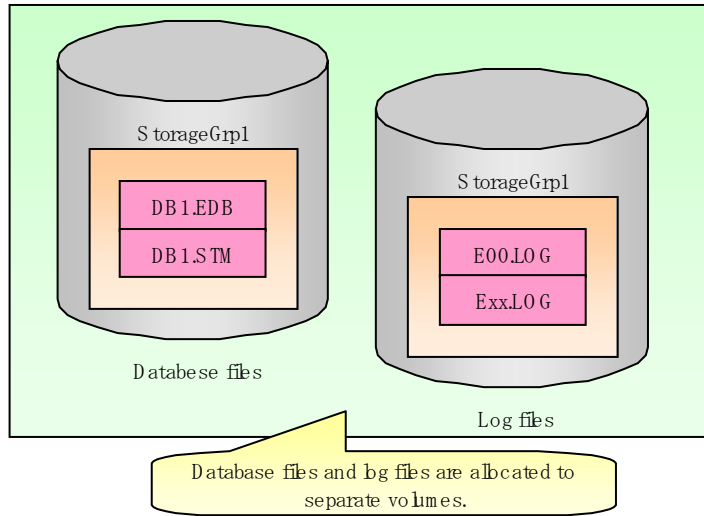 StorageGrp1
DB1.EDB
DB1.STM
Databese files
StorageGrp1
E00.LOG
Exx.LOG
Log files
Database files and log files are allocated to
separate volumes.